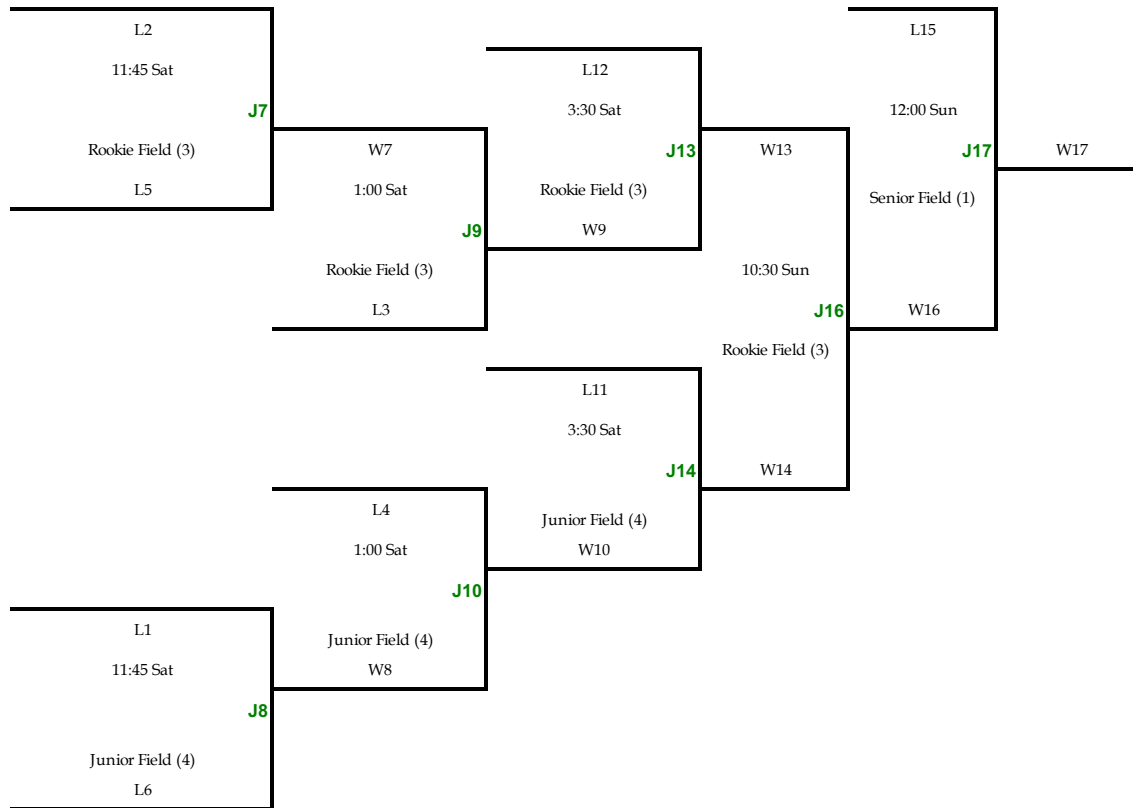 L2
L15
L12
11:45 Sat
3:30 Sat
12:00 Sun
J7
Rookie Field (3)
W7
J13
W13
J17
W17
L5
1:00 Sat
Rookie Field (3)
Senior Field (1)
J9
W9
Rookie Field (3)
10:30 Sun
L3
J16
W16
Rookie Field (3)
L11
3:30 Sat
J14
W14
L4
Junior Field (4)
1:00 Sat
W10
J10
L1
Junior Field (4)
11:45 Sat
W8
J8
Junior Field (4)
L6